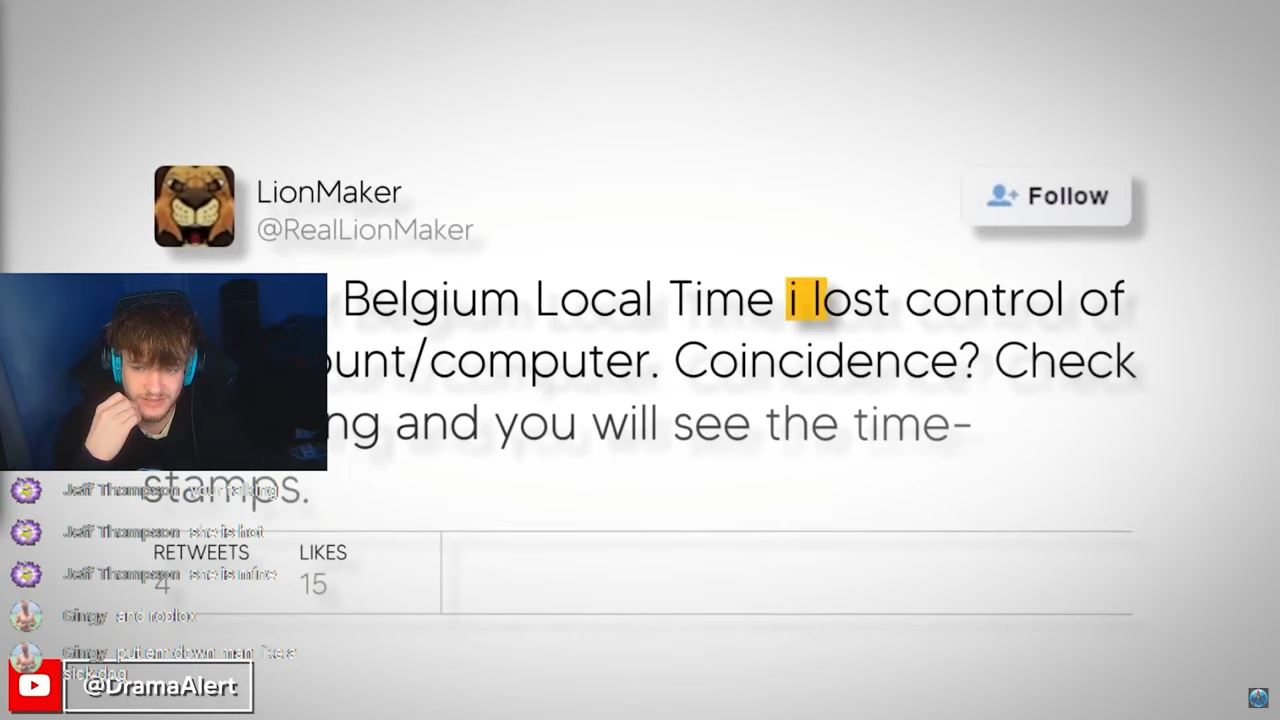 LionMaker
@RealLionMaker
Follow
Belgium Local Time i lost control of
ount/computer. Coincidence? Check
ng and you will see the time-
stamps.
RETWEETS LIKES
4 15
Jeff Thompson
Jeff Thompson she is hot
Jeff Thompson she is mine
Gingy and roblox
Gingy put em down man like a
sick dog
@DramaAlert